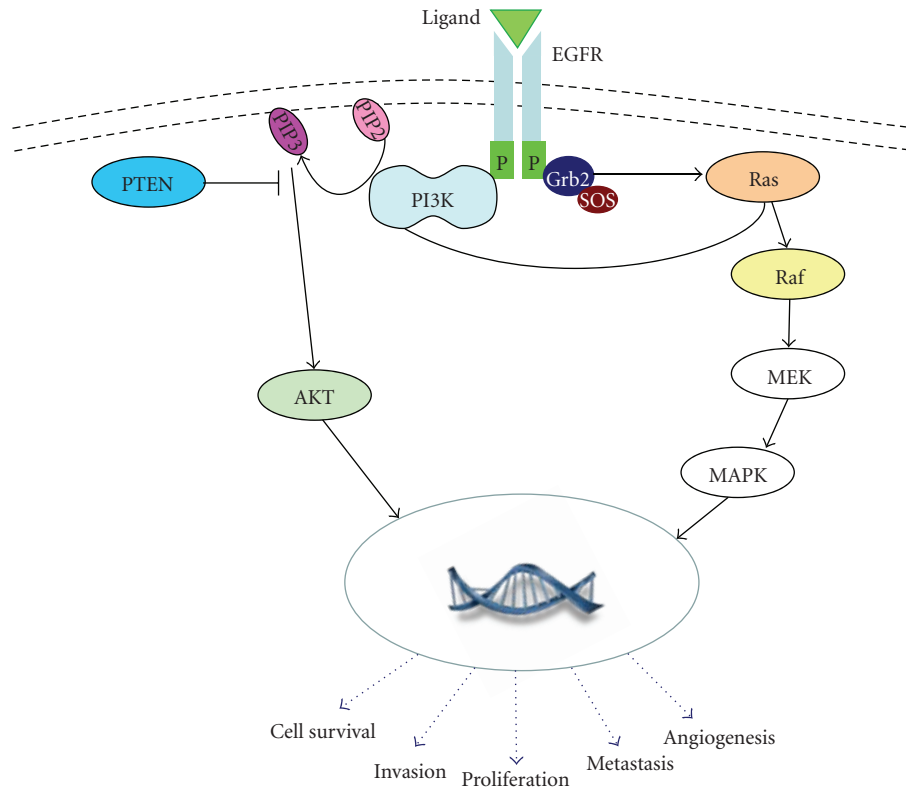 Ligand
EGFR
PIP3
PIP2
PTEN
PI3K
P
P
Grb2
SOS
Ras
Raf
MEK
AKT
MAPK
Cell survival
Invasion
Proliferation
Metastasis
Angiogenesis